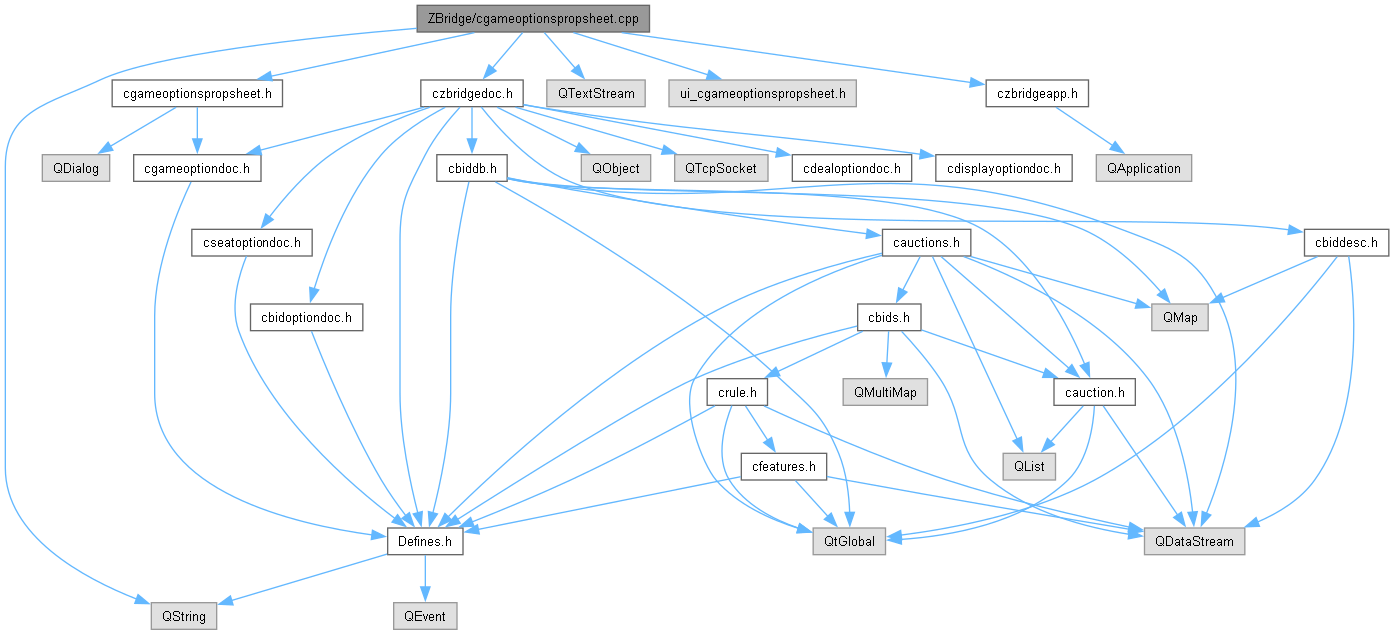 ZBridge/cgameoptionspropsheet.cpp
cgameoptionspropsheet.h
czbridgedoc.h
QTextStream
ui_cgameoptionspropsheet.h
czbridgeapp.h
QDialog
cgameoptiondoc.h
cbiddb.h
QObject
QTcpSocket
cdealoptiondoc.h
cdisplayoptiondoc.h
QApplication
cseatoptiondoc.h
cauctions.h
cbiddesc.h
cbidoptiondoc.h
cbids.h
QMap
crule.h
QMultiMap
cauction.h
cfeatures.h
QList
Defines.h
QtGlobal
QDataStream
QString
QEvent